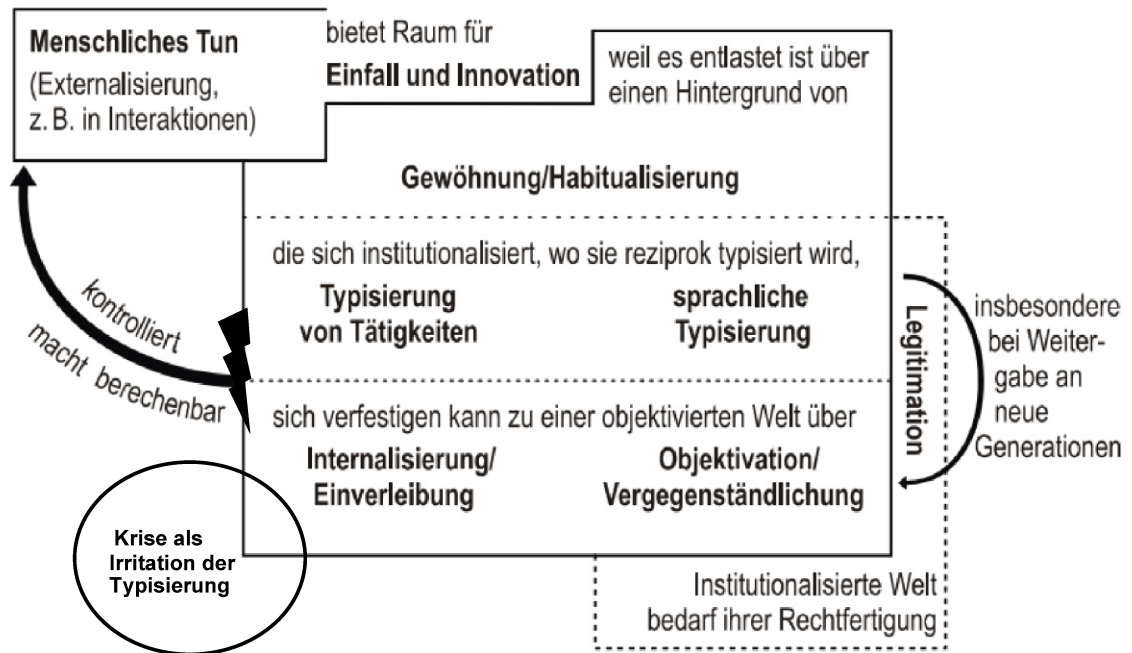 Menschliches Tun
(Externalisierung,
z. B. in Interaktionen)
bietet Raum für
Einfall und Innovation
weil es entlastet ist über
einen Hintergrund von
Gewöhnung/Habitualisierung
die sich institutionalisiert, wo sie reziprok typisiert wird,
Typisierung
von Tätigkeiten
sprachliche
Typisierung
kontrolliert
macht berechenbar
Legitimation
insbesondere
bei Weiter-
gabe an
neue
Generationen
sich verfestigen kann zu einer objektivierten Welt über
Internalisierung/
Einverleibung
Objektivation/
Vergegenständlichung
Krise als
Irritation der
Typisierung
Institutionalisierte Welt
bedarf ihrer Rechtfertigung